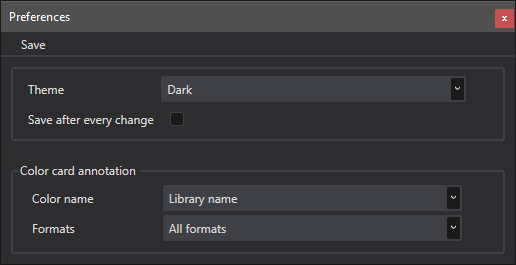 Preferences
x
Save
Theme
Dark
Save after every change
Color card annotation
Color name
Library name
Formats
All formats